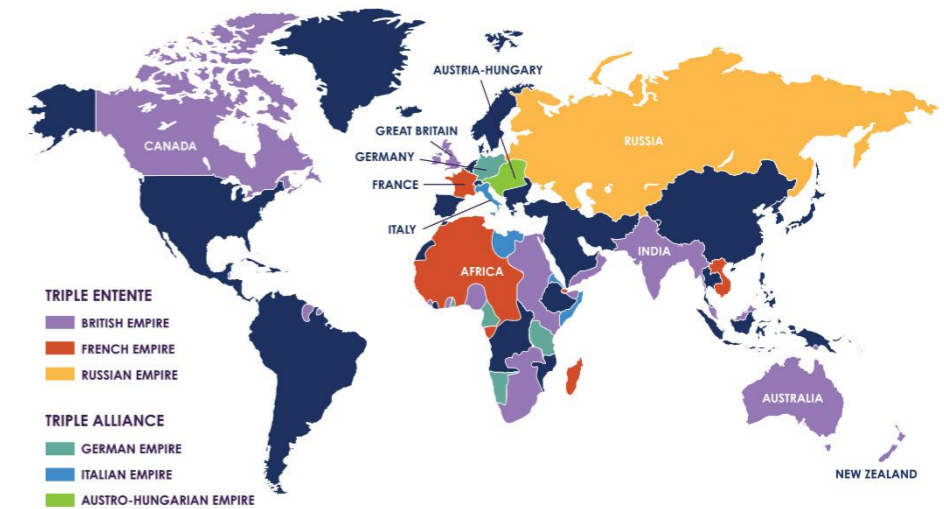 AUSTRIA-HUNGARY
GREAT BRITAIN
GERMANY
FRANCE
ITALY
CANADA
RUSSIA
INDIA
AFRICA
AUSTRALIA
NEW ZEALAND
TRIPLE ENTENTE
BRITISH EMPIRE
FRENCH EMPIRE
RUSSIAN EMPIRE
TRIPLE ALLIANCE
GERMAN EMPIRE
ITALIAN EMPIRE
AUSTRO-HUNGARIAN EMPIRE